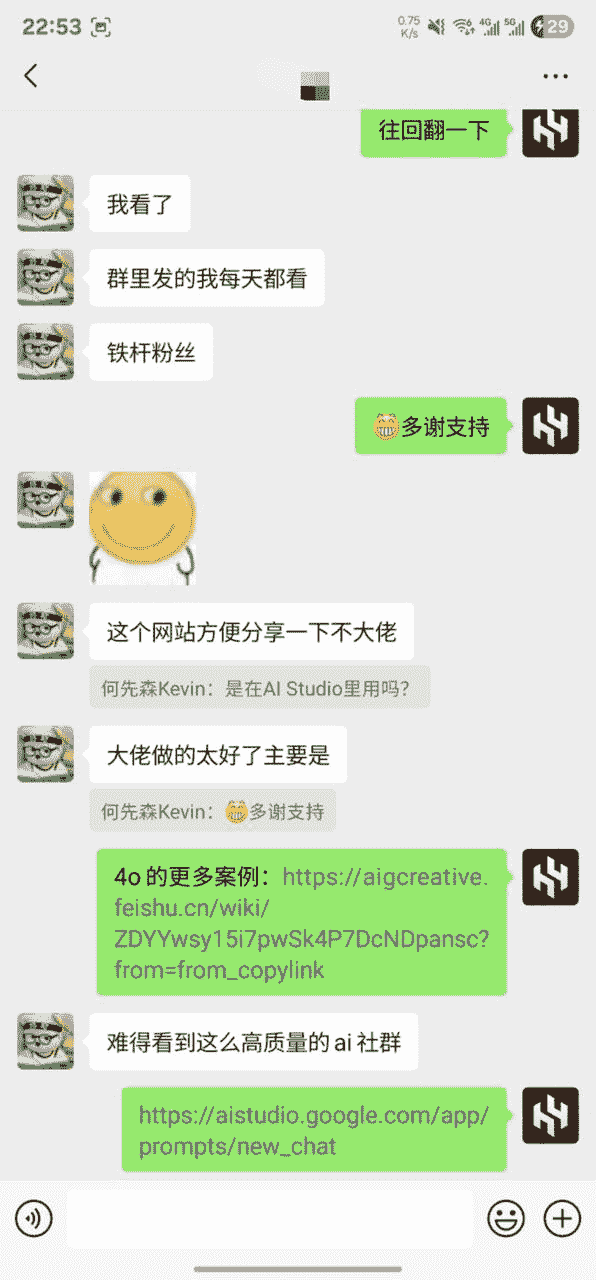 22:53
0.75
K/s
4G
5G
29
往回翻一下
我看了
群里发的我每天都看
铁杆粉丝
多谢支持
这个网站方便分享一下不大佬
何先森Kevin：是在AI Studio里用吗？
大佬做的太好了主要是
何先森Kevin：多谢支持
4o 的更多案例：https://aigcreative.
feishu.cn/wiki/
ZDYYwsy15i7pwSk4P7DcNDpansc?
from=from_copylink
难得看到这么高质量的 ai 社群
https://aistudio.google.com/app/
prompts/new_chat